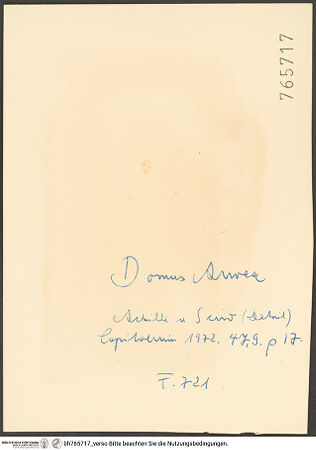 765717
Domus Aurea
Achille a Sciro (Detail)
Capitolium 1972. 47,9. p 17.
F. 721
bh765717_verso Bitte beachten Sie die Nutzungsbedingungen.